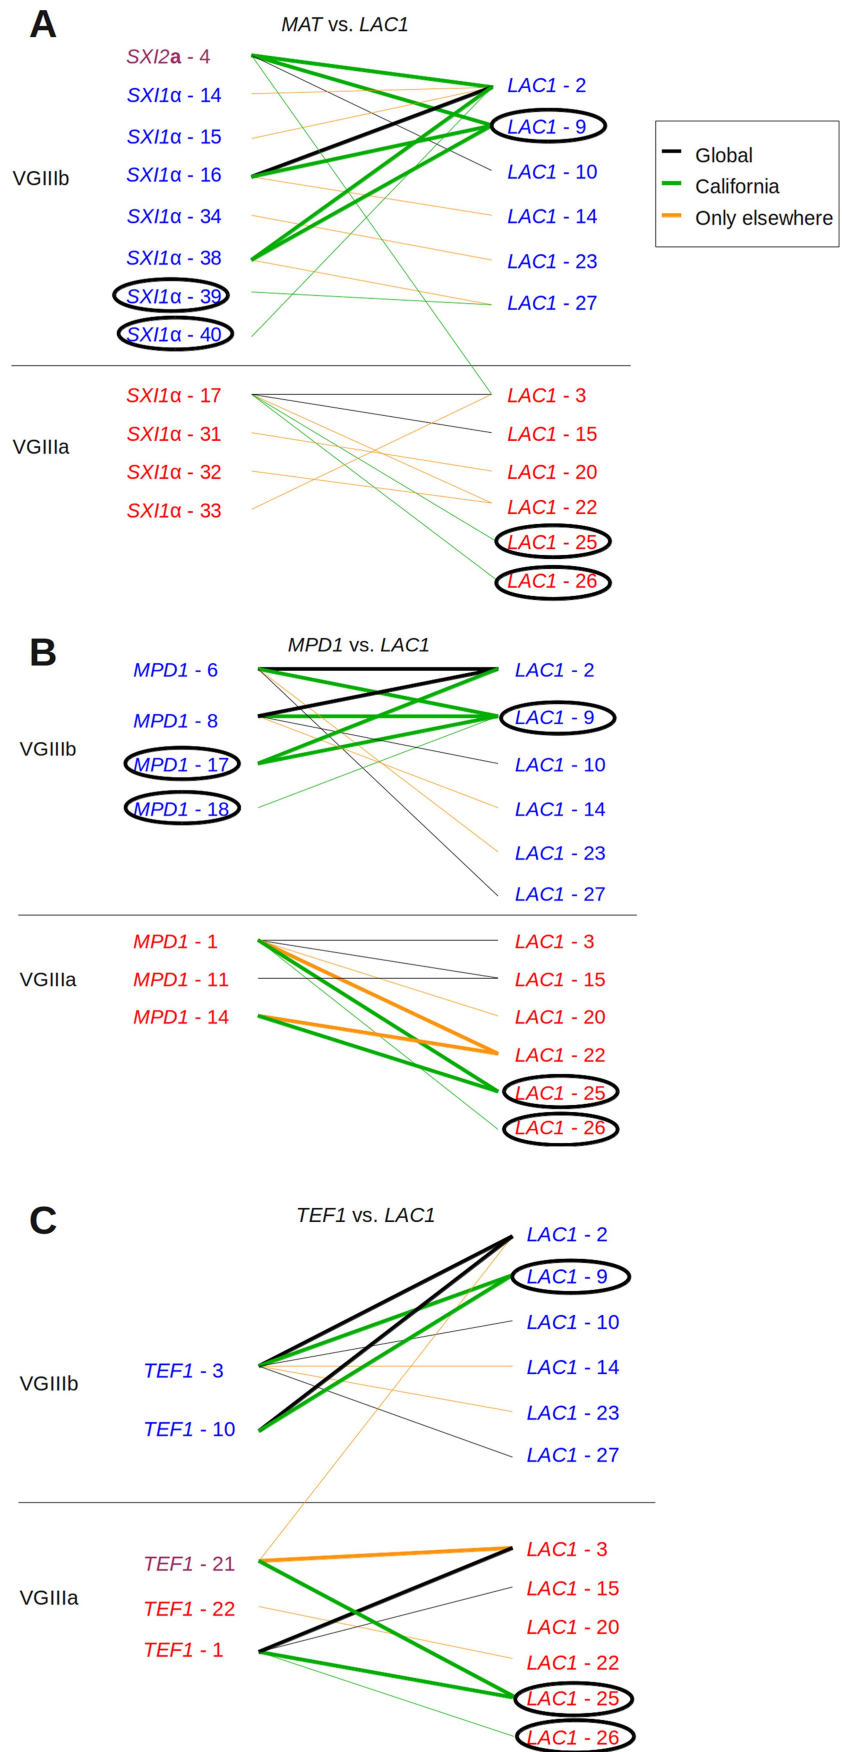 A
MAT vs. LAC1
SXI2a - 4
LAC1 - 2
SXI1α - 14
LAC1 - 9
SXI1α - 15
LAC1 - 10
VGIIIb
SXI1α - 16
LAC1 - 14
SXI1α - 34
LAC1 - 23
SXI1α - 38
LAC1 - 27
SXI1α - 39
SXI1α - 40
Global
California
Only elsewhere
SXI1α - 17
LAC1 - 3
SXI1α - 31
LAC1 - 15
VGIIIa
SXI1α - 32
LAC1 - 20
SXI1α - 33
LAC1 - 22
LAC1 - 25
LAC1 - 26
B
MPD1 vs. LAC1
MPD1 - 6
LAC1 - 2
MPD1 - 8
LAC1 - 9
VGIIIb
MPD1 - 17
LAC1 - 10
MPD1 - 18
LAC1 - 14
LAC1 - 23
LAC1 - 27
MPD1 - 1
LAC1 - 3
VGIIIa
MPD1 - 11
LAC1 - 15
MPD1 - 14
LAC1 - 20
LAC1 - 22
LAC1 - 25
LAC1 - 26
C
TEF1 vs. LAC1
LAC1 - 2
LAC1 - 9
LAC1 - 10
TEF1 - 3
LAC1 - 14
VGIIIb
TEF1 - 10
LAC1 - 23
LAC1 - 27
TEF1 - 21
LAC1 - 3
VGIIIa
LAC1 - 15
TEF1 - 22
LAC1 - 20
TEF1 - 1
LAC1 - 22
LAC1 - 25
LAC1 - 26